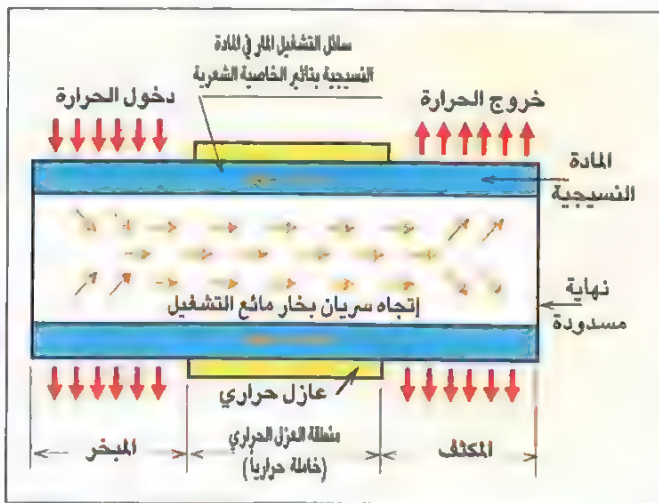 سائل التشغيل المار في المادة
النسيجية بتأثير الخاصية الشعرية
دخول الحرارة
خروج الحرارة
المادة
النسيجية
نهاية
مسدودة
إتجاه سريان بخار مائع التشغيل
عازل حراري
المبخر
منطقة العزل الحراري
(خاملة حرارياً)
المكثف